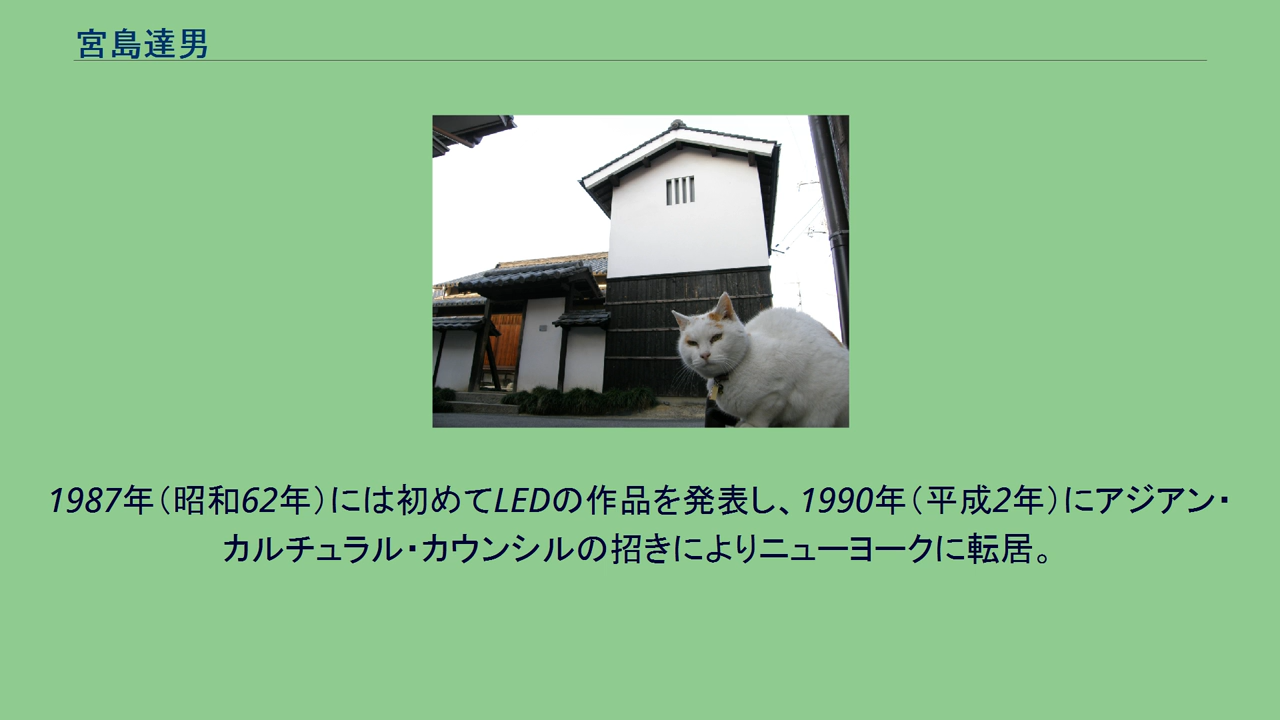 宮島達男
1987年（昭和62年）には初めてLEDの作品を発表し、1990年（平成2年）にアジアン・
カルチュラル・カウンシルの招きによりニューヨークに転居。